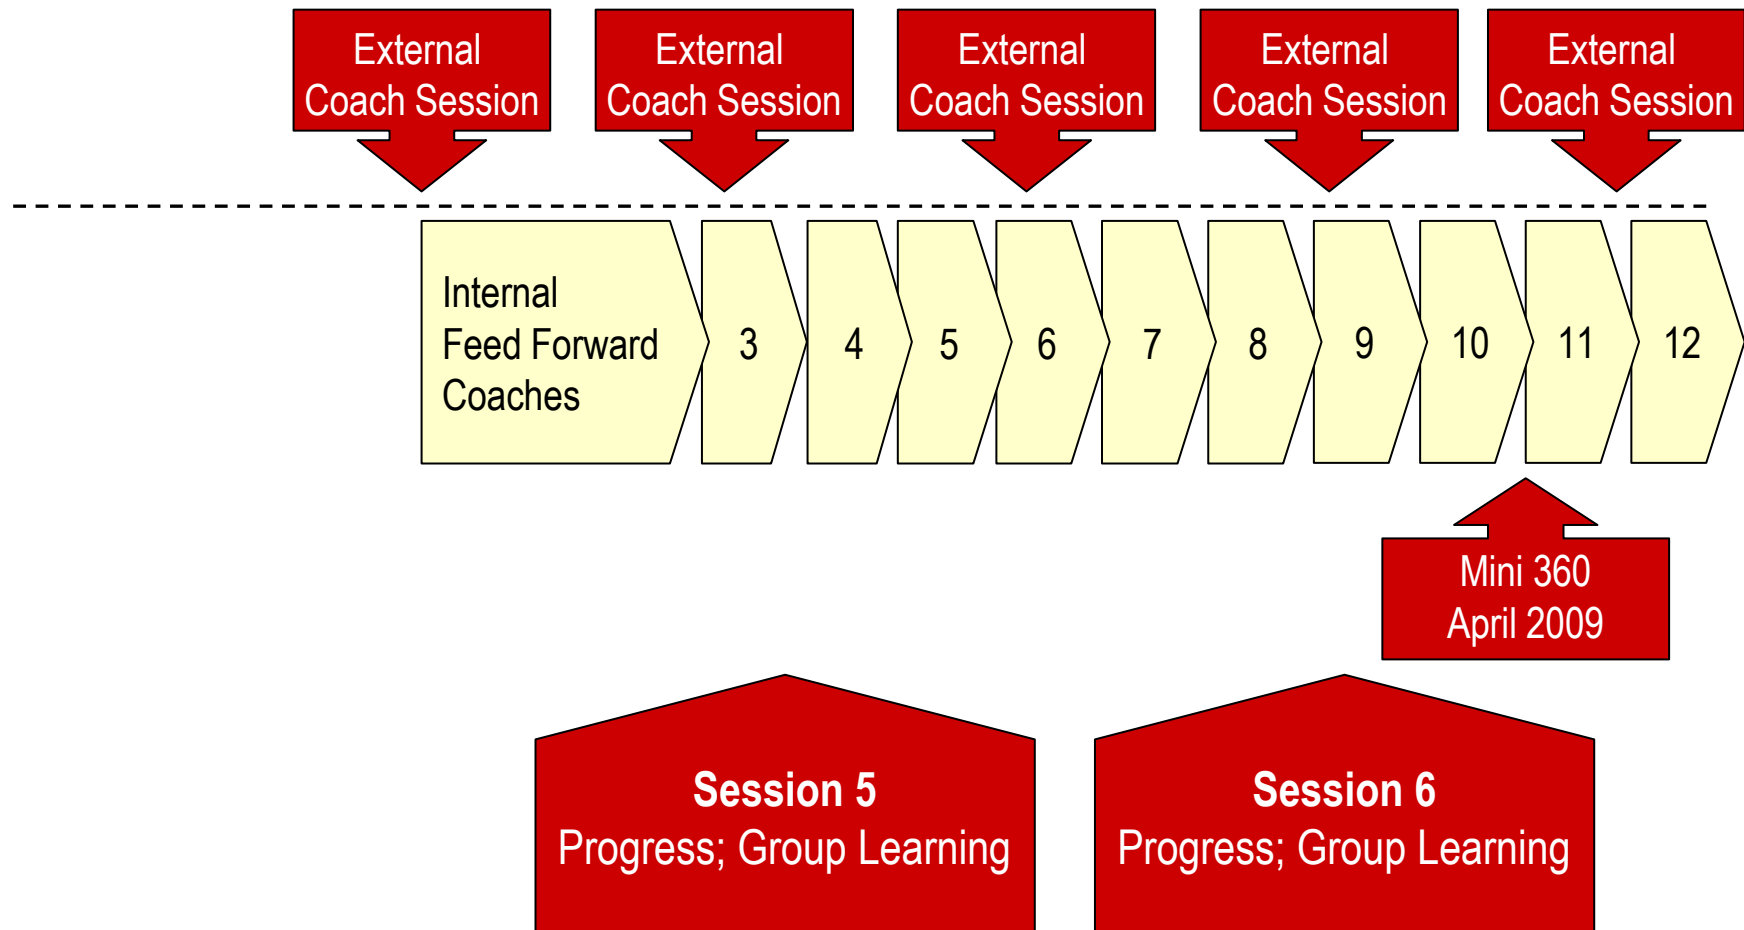 External
Coach Session
External
Coach Session
External
Coach Session
External
Coach Session
External
Coach Session
Internal
Feed Forward
Coaches
3
4
5
6
7
8
9
10
11
12
Mini 360
April 2009
Session 5
Progress; Group Learning
Session 6
Progress; Group Learning